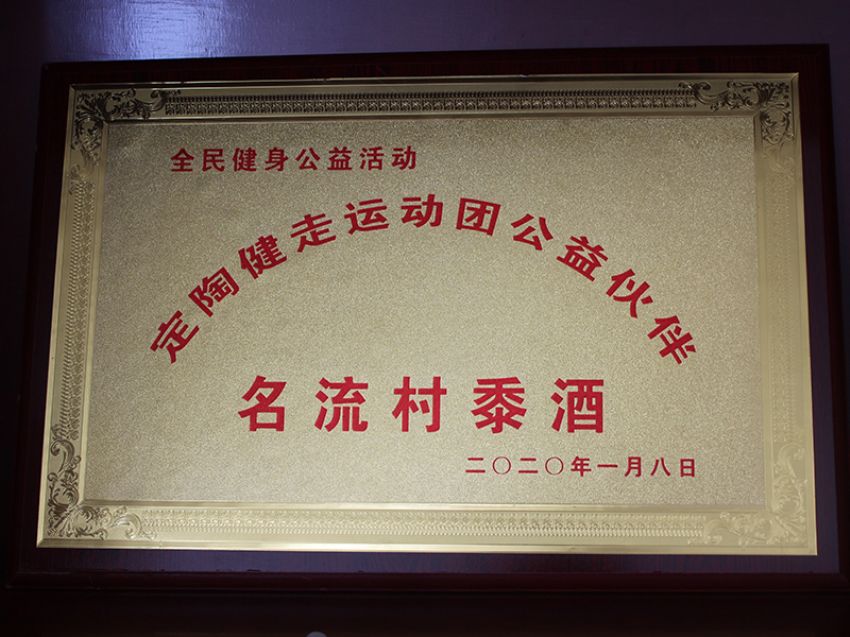 全民健身公益活动
定陶健走运动团公益伙伴
名流村黍酒
二〇二〇年一月八日